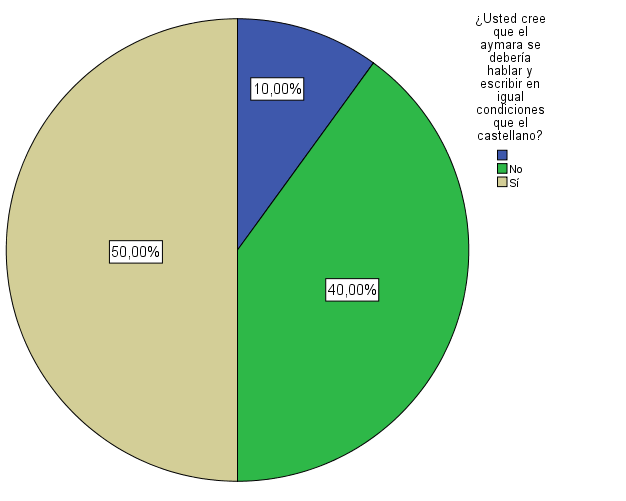 ¿Usted cree
que el
aymara se
debería
hablar y
escribir en
igual
condiciones
que el
castellano?
No
Sí
10,00%
50,00%
40,00%